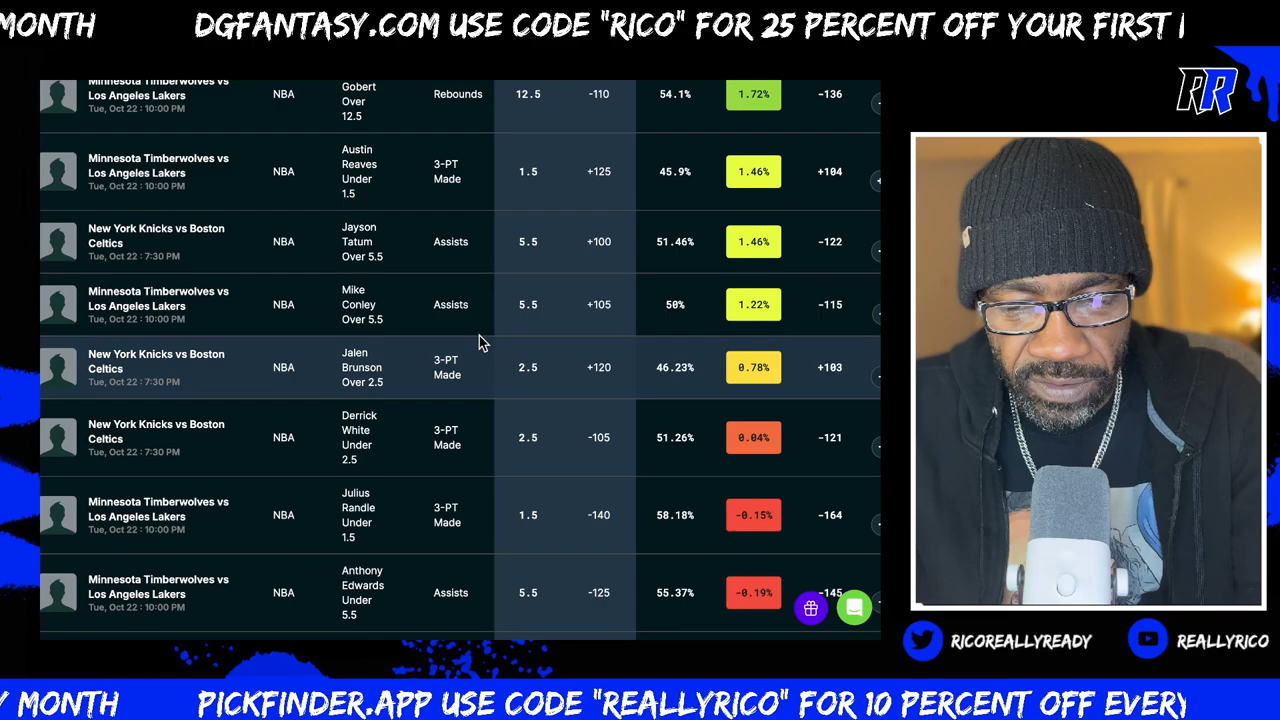 MONTH DGFANTASY.COM USE CODE "RICO" FOR 25 PERCENT OFF YOUR FIRST
RR
Minnesota Timberwolves vs
Los Angeles Lakers
Tue, Oct 22 : 10:00 PM
NBA
Gobert
Over
12.5
Rebounds
12.5
-110
54.1%
1.72%
-136
Minnesota Timberwolves vs
Los Angeles Lakers
Tue, Oct 22 : 10:00 PM
NBA
Austin
Reaves
Under
1.5
3-PT
Made
1.5
+125
45.9%
1.46%
+104
New York Knicks vs Boston
Celtics
Tue, Oct 22 : 7:30 PM
NBA
Jayson
Tatum
Over 5.5
Assists
5.5
+100
51.46%
1.46%
-122
Minnesota Timberwolves vs
Los Angeles Lakers
Tue, Oct 22 : 10:00 PM
NBA
Mike
Conley
Over 5.5
Assists
5.5
+105
50%
1.22%
-115
New York Knicks vs Boston
Celtics
Tue, Oct 22 : 7:30 PM
NBA
Jalen
Brunson
Over 2.5
3-PT
Made
2.5
+120
46.23%
0.78%
+103
New York Knicks vs Boston
Celtics
Tue, Oct 22 : 7:30 PM
NBA
Derrick
White
Under
2.5
3-PT
Made
2.5
-105
51.26%
0.04%
-121
Minnesota Timberwolves vs
Los Angeles Lakers
Tue, Oct 22 : 10:00 PM
NBA
Julius
Randle
Under
1.5
3-PT
Made
1.5
-140
58.18%
-0.15%
-164
Minnesota Timberwolves vs
Los Angeles Lakers
Tue, Oct 22 : 10:00 PM
NBA
Anthony
Edwards
Under
5.5
Assists
5.5
-125
55.37%
-0.19%
-145
RICOREALLYREADY
REALLYRICO
Y MONTH PICKFINDER.APP USE CODE "REALLYRICO" FOR 10 PERCENT OFF EVERY